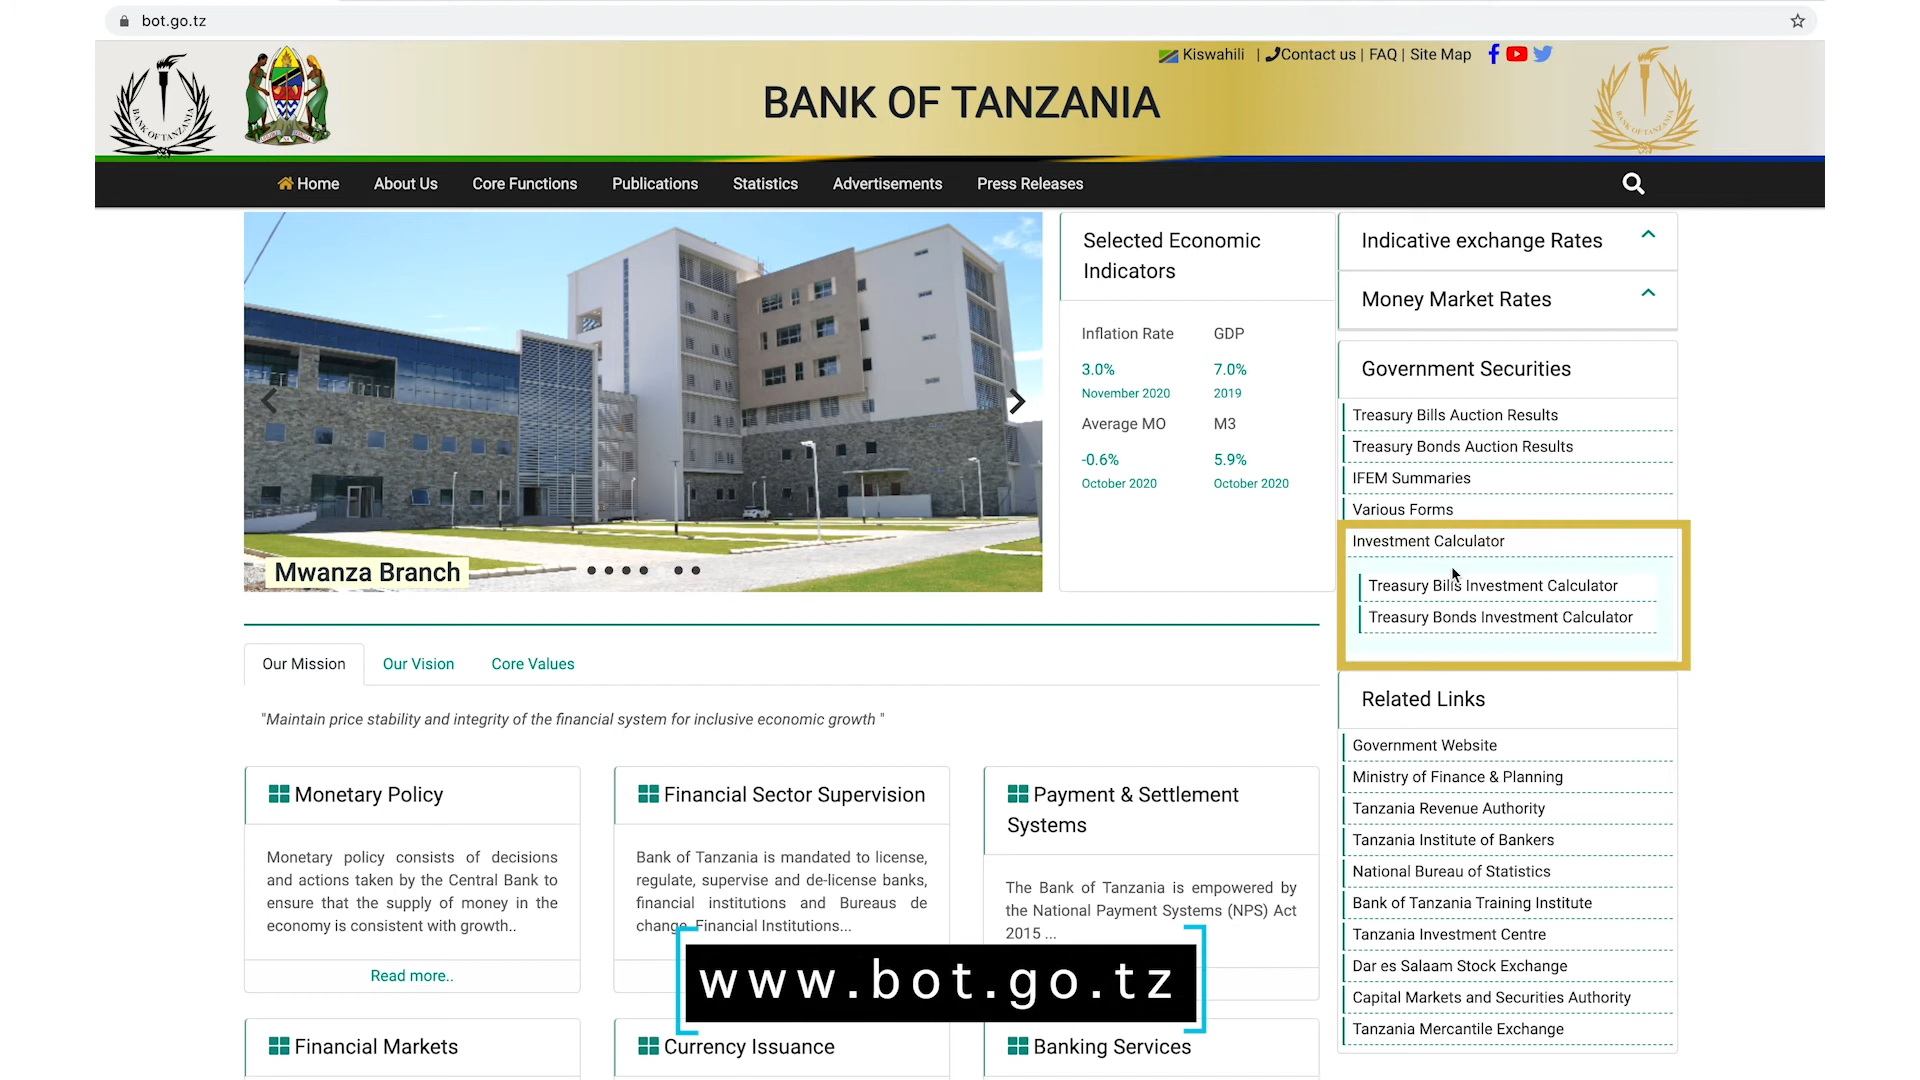 bot.go.tz
Kiswahili | Contact us | FAQ | Site Map
BANK OF TANZANIA
BANK OF TANZANIA
BANK OF TANZANIA
Home About Us Core Functions Publications Statistics Advertisements Press Releases
Mwanza Branch
Selected Economic
Indicators
Inflation Rate GDP
3.0% 7.0%
November 2020 2019
Average MO M3
-0.6% 5.9%
October 2020 October 2020
Indicative exchange Rates
Money Market Rates
Government Securities
Treasury Bills Auction Results
Treasury Bonds Auction Results
IFEM Summaries
Various Forms
Investment Calculator
Treasury Bills Investment Calculator
Treasury Bonds Investment Calculator
Related Links
Government Website
Ministry of Finance & Planning
Tanzania Revenue Authority
Tanzania Institute of Bankers
National Bureau of Statistics
Bank of Tanzania Training Institute
Tanzania Investment Centre
Dar es Salaam Stock Exchange
Capital Markets and Securities Authority
Tanzania Mercantile Exchange
Our Mission Our Vision Core Values
"Maintain price stability and integrity of the financial system for inclusive economic growth "
Monetary Policy
Monetary policy consists of decisions
and actions taken by the Central Bank to
ensure that the supply of money in the
economy is consistent with growth..
Read more..
Financial Sector Supervision
Bank of Tanzania is mandated to license,
regulate, supervise and de-license banks,
financial institutions and Bureaus de
change. Financial Institutions...
Payment & Settlement
Systems
The Bank of Tanzania is empowered by
the National Payment Systems (NPS) Act
2015 ...
www.bot.go.tz
Financial Markets
Currency Issuance
Banking Services